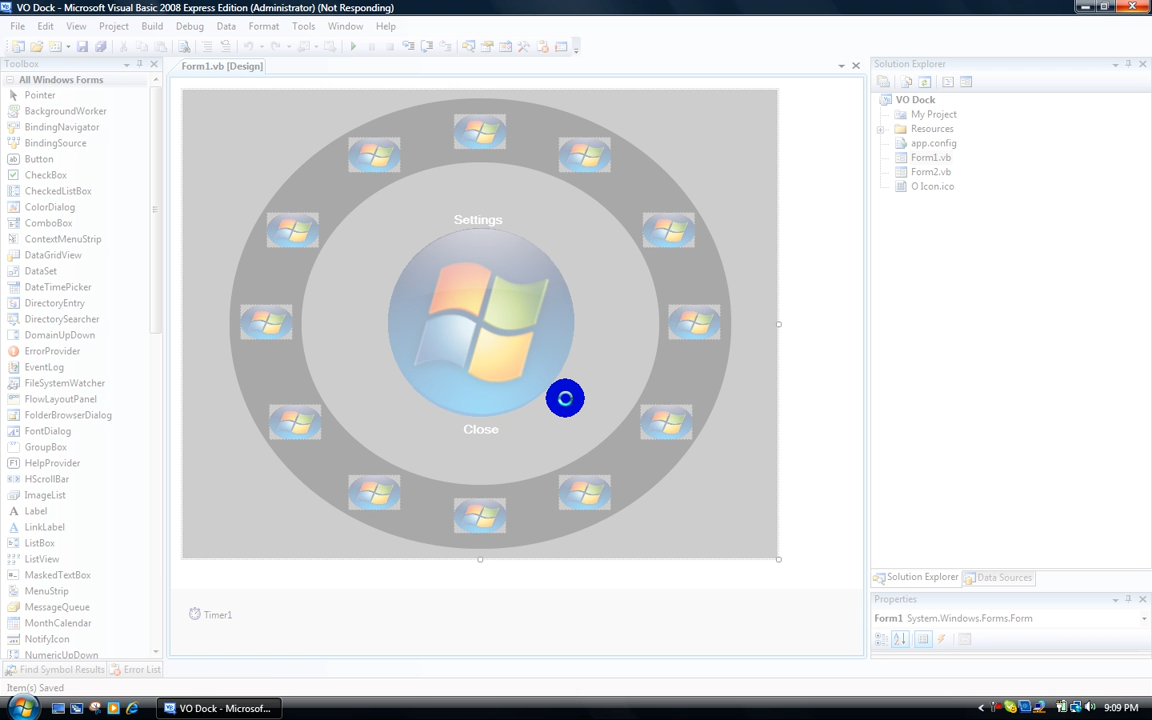 VO Dock - Microsoft Visual Basic 2008 Express Edition (Administrator) (Not Responding)
File Edit View Project Build Debug Data Format Tools Window Help
Toolbox
Form1.vb [Design]
Solution Explorer
All Windows Forms
Pointer
BackgroundWorker
BindingNavigator
BindingSource
Button
CheckBox
CheckedListBox
ColorDialog
ComboBox
ContextMenuStrip
DataGridView
DataSet
DateTimePicker
DirectoryEntry
DirectorySearcher
DomainUpDown
ErrorProvider
EventLog
FileSystemWatcher
FlowLayoutPanel
FolderBrowserDialog
FontDialog
GroupBox
HelpProvider
HScrollBar
ImageList
Label
LinkLabel
ListBox
ListView
MaskedTextBox
MenuStrip
MessageQueue
MonthCalendar
NotifyIcon
NumericUpDown
Find Symbol Results Error List
Settings
Close
Timer1
VO Dock
My Project
Resources
app.config
Form1.vb
Form2.vb
O Icon.ico
Solution Explorer Data Sources
Properties
Form1 System.Windows.Forms.Form
Item(s) Saved
VO Dock - Microsof...
9:09 PM